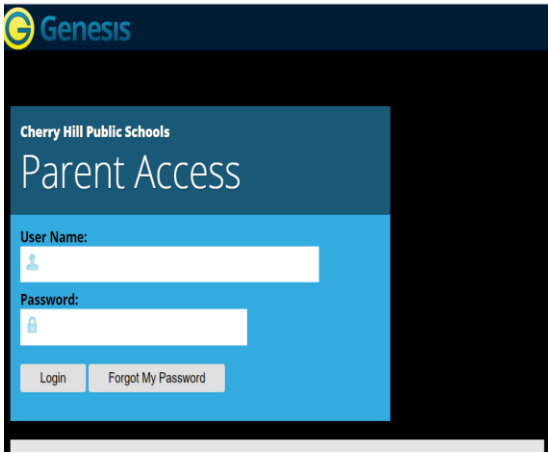 Genesis
Cherry Hill Public Schools
Parent Access
User Name:
Password:
Login Forgot My Password